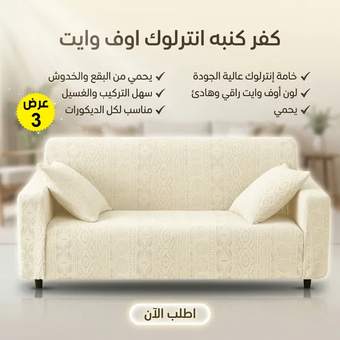 كفر كنبه انترلوك اوف وايت
خامة إنترلوك عالية الجودة
لون أوف وايت راقي وهادئ
يحمي
يحمي من البقع والخدوش
سهل التركيب والغسيل
مناسب لكل الديكورات
عرض
3
اطلب الآن